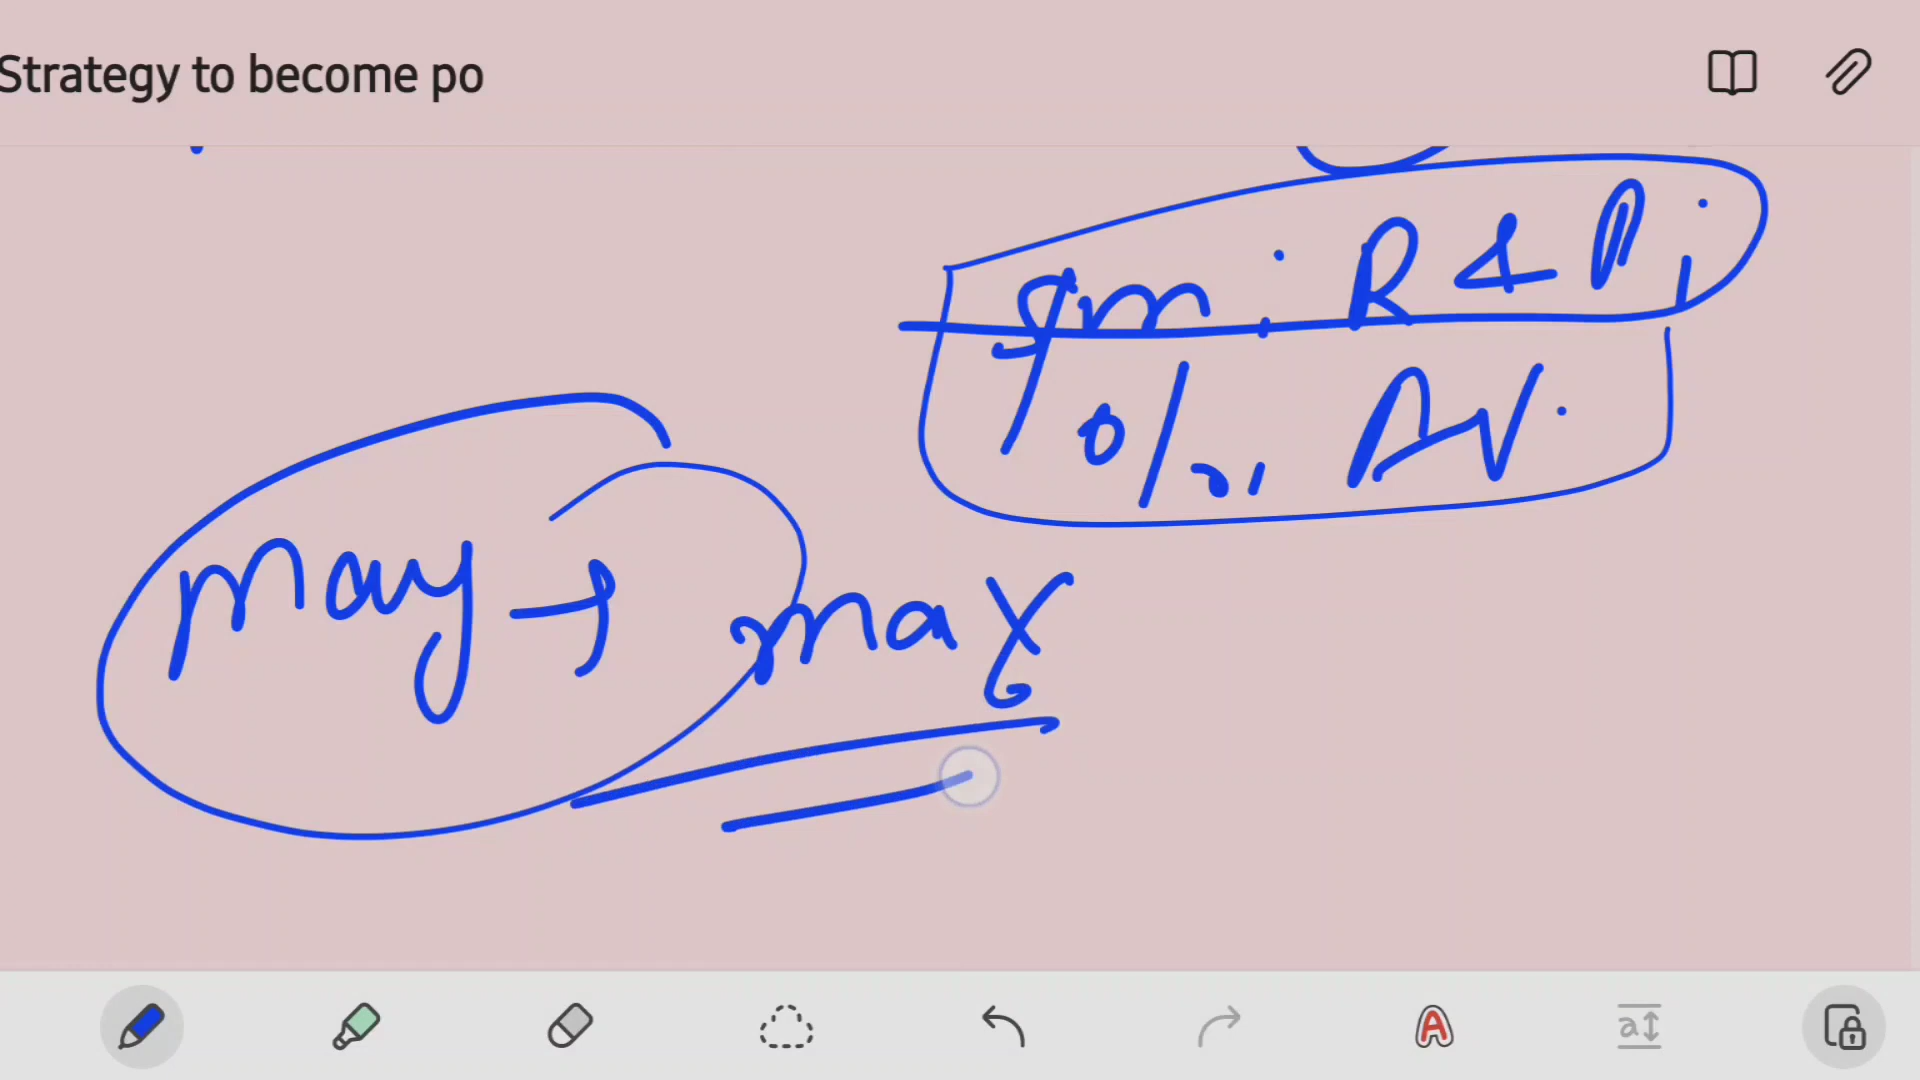 Strategy to become po
R & P,
%, Av.
May → max